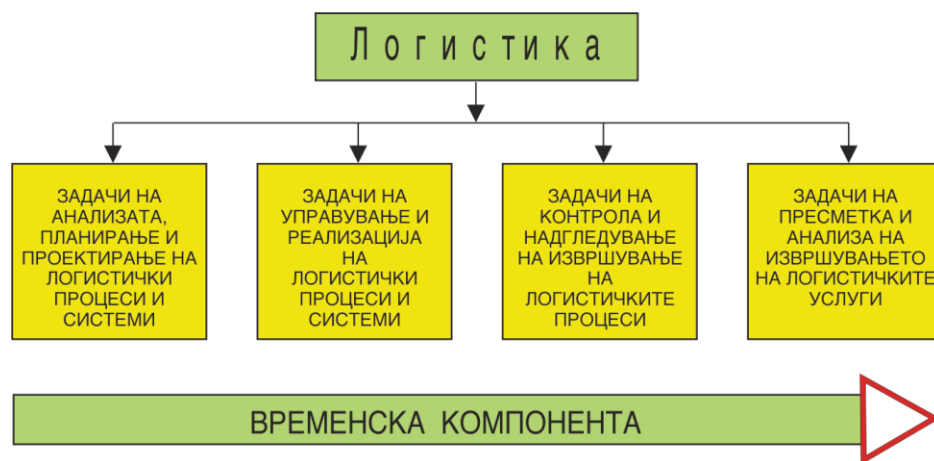 Логистика
ЗАДАЧИ НА
АНАЛИЗАТА,
ПЛАНИРАЊЕ И
ПРОЕКТИРАЊЕ НА
ЛОГИСТИЧКИ
ПРОЦЕСИ И
СИСТЕМИ
ЗАДАЧИ НА
УПРАВУВАЊЕ И
РЕАЛИЗАЦИЈА
НА
ЛОГИСТИЧКИ
ПРОЦЕСИ И
СИСТЕМИ
ЗАДАЧИ НА
КОНТРОЛА И
НАДГЛЕДУВАЊЕ
НА ИЗВРШУВАЊЕ
НА
ЛОГИСТИЧКИТЕ
ПРОЦЕСИ
ЗАДАЧИ НА
ПРЕСМЕТКА И
АНАЛИЗА НА
ИЗВРШУВАЊЕТО
НА ЛОГИСТИЧКИТЕ
УСЛУГИ
ВРЕМЕНСКА КОМПОНЕНТА